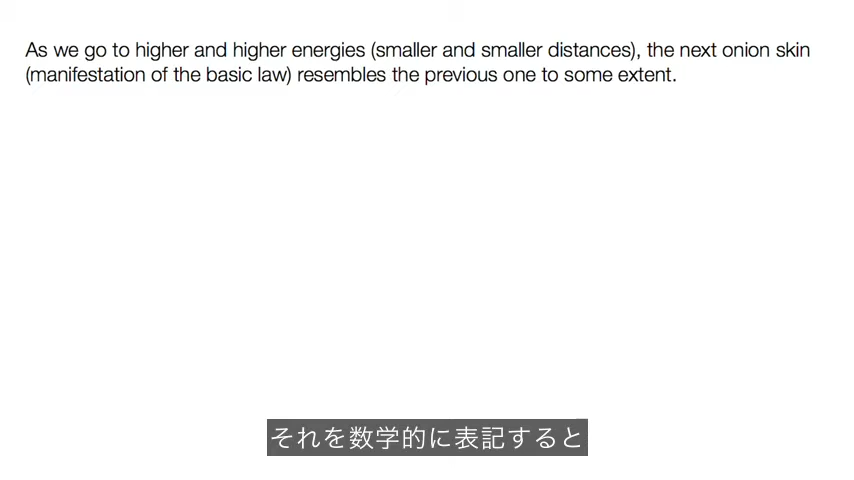 As we go to higher and higher energies (smaller and smaller distances), the next onion skin
(manifestation of the basic law) resembles the previous one to some extent.
それを数学的に表記すると